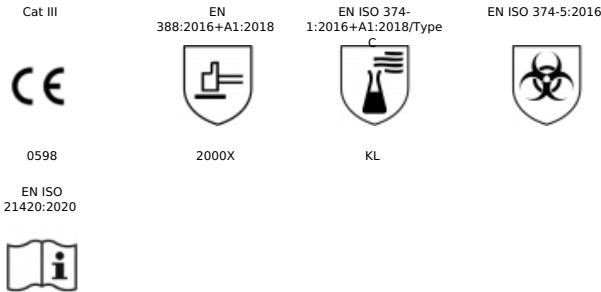 Cat III
EN
388:2016+A1:2018
EN ISO 374-
1:2016+A1:2018/Type
C
EN ISO 374-5:2016
CE
0598
2000X
KL
EN ISO
21420:2020
i